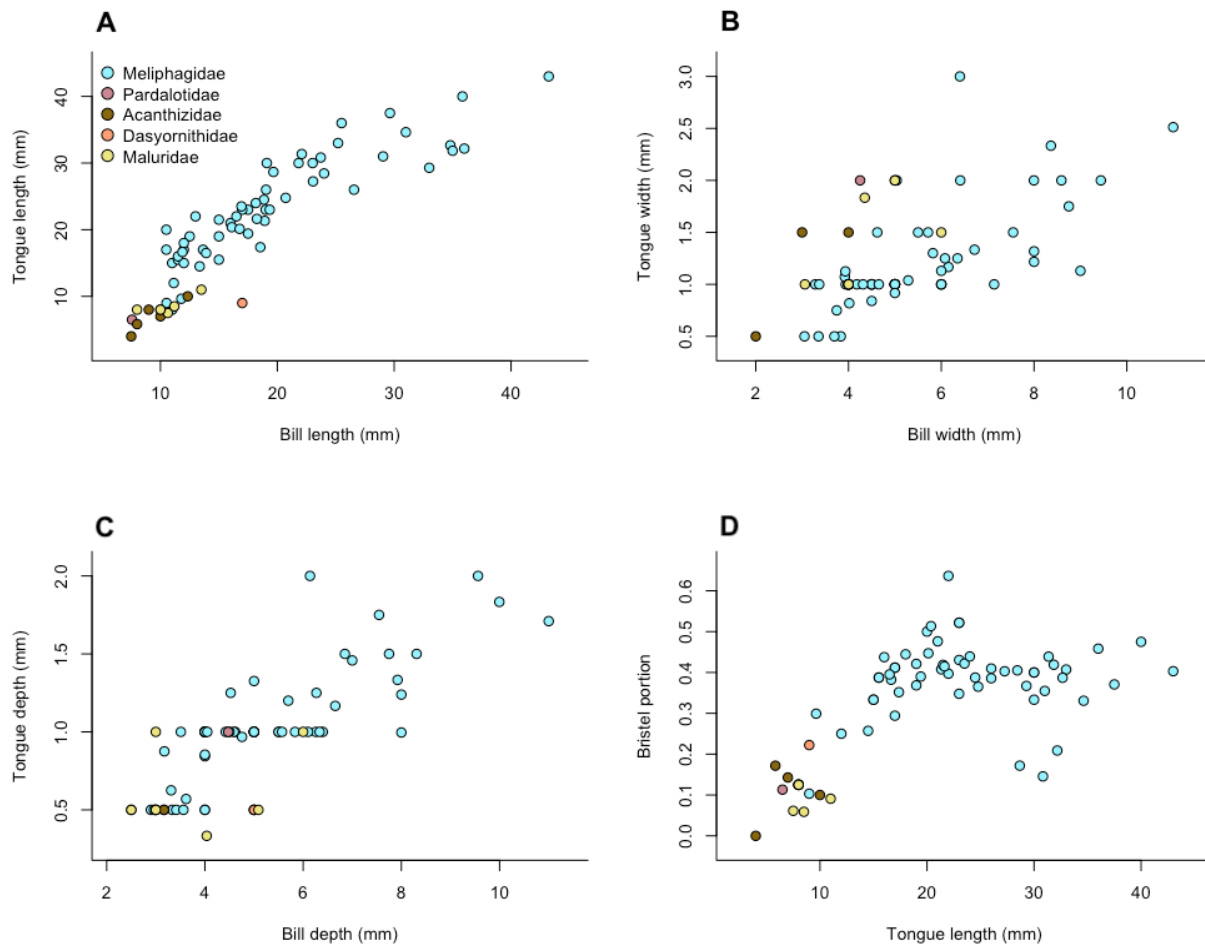 A
Meliphagidae
Pardalotidae
Acanthizidae
Dasyornithidae
Maluridae
Tongue length (mm)
10 20 30 40
10 20 30 40
Bill length (mm)
B
Tongue width (mm)
0.5 1.0 1.5 2.0 2.5 3.0
2 4 6 8 10
Bill width (mm)
C
Tongue depth (mm)
0.5 1.0 1.5 2.0
2 4 6 8 10
Bill depth (mm)
D
Bristel portion
0.0 0.1 0.2 0.3 0.4 0.5 0.6
10 20 30 40
Tongue length (mm)